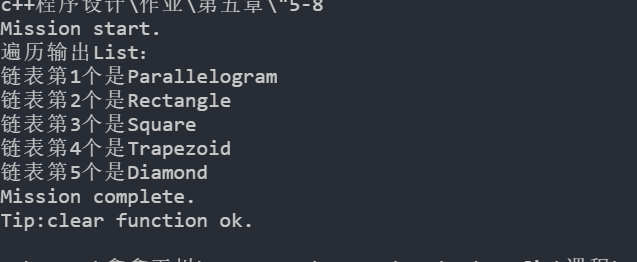 c++程序设计\作业\第五章\"5-8
Mission start.
遍历输出List：
链表第1个是Parallelogram
链表第2个是Rectangle
链表第3个是Square
链表第4个是Trapezoid
链表第5个是Diamond
Mission complete.
Tip:clear function ok.